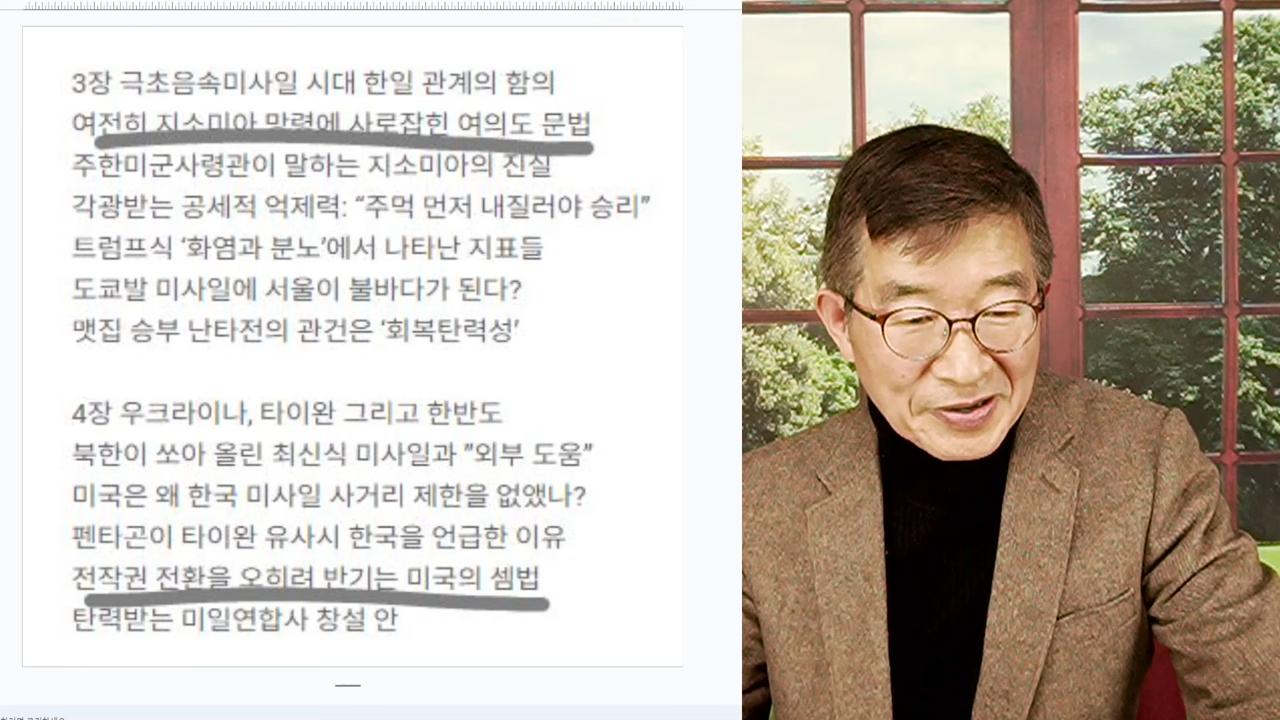 3장 극초음속미사일 시대 한일 관계의 함의
여전히 지소미아 망령에 사로잡힌 여의도 문법
주한미군사령관이 말하는 지소미아의 진실
각광받는 공세적 억제력: “주먹 먼저 내질러야 승리”
트럼프식 ‘화염과 분노’에서 나타난 지표들
도쿄발 미사일에 서울이 불바다가 된다?
맷집 승부 난타전의 관건은 ‘회복탄력성’
4장 우크라이나, 타이완 그리고 한반도
북한이 쏘아 올린 최신식 미사일과 ”외부 도움”
미국은 왜 한국 미사일 사거리 제한을 없앴나?
펜타곤이 타이완 유사시 한국을 언급한 이유
전작권 전환을 오히려 반기는 미국의 셈법
탄력받는 미일연합사 창설 안